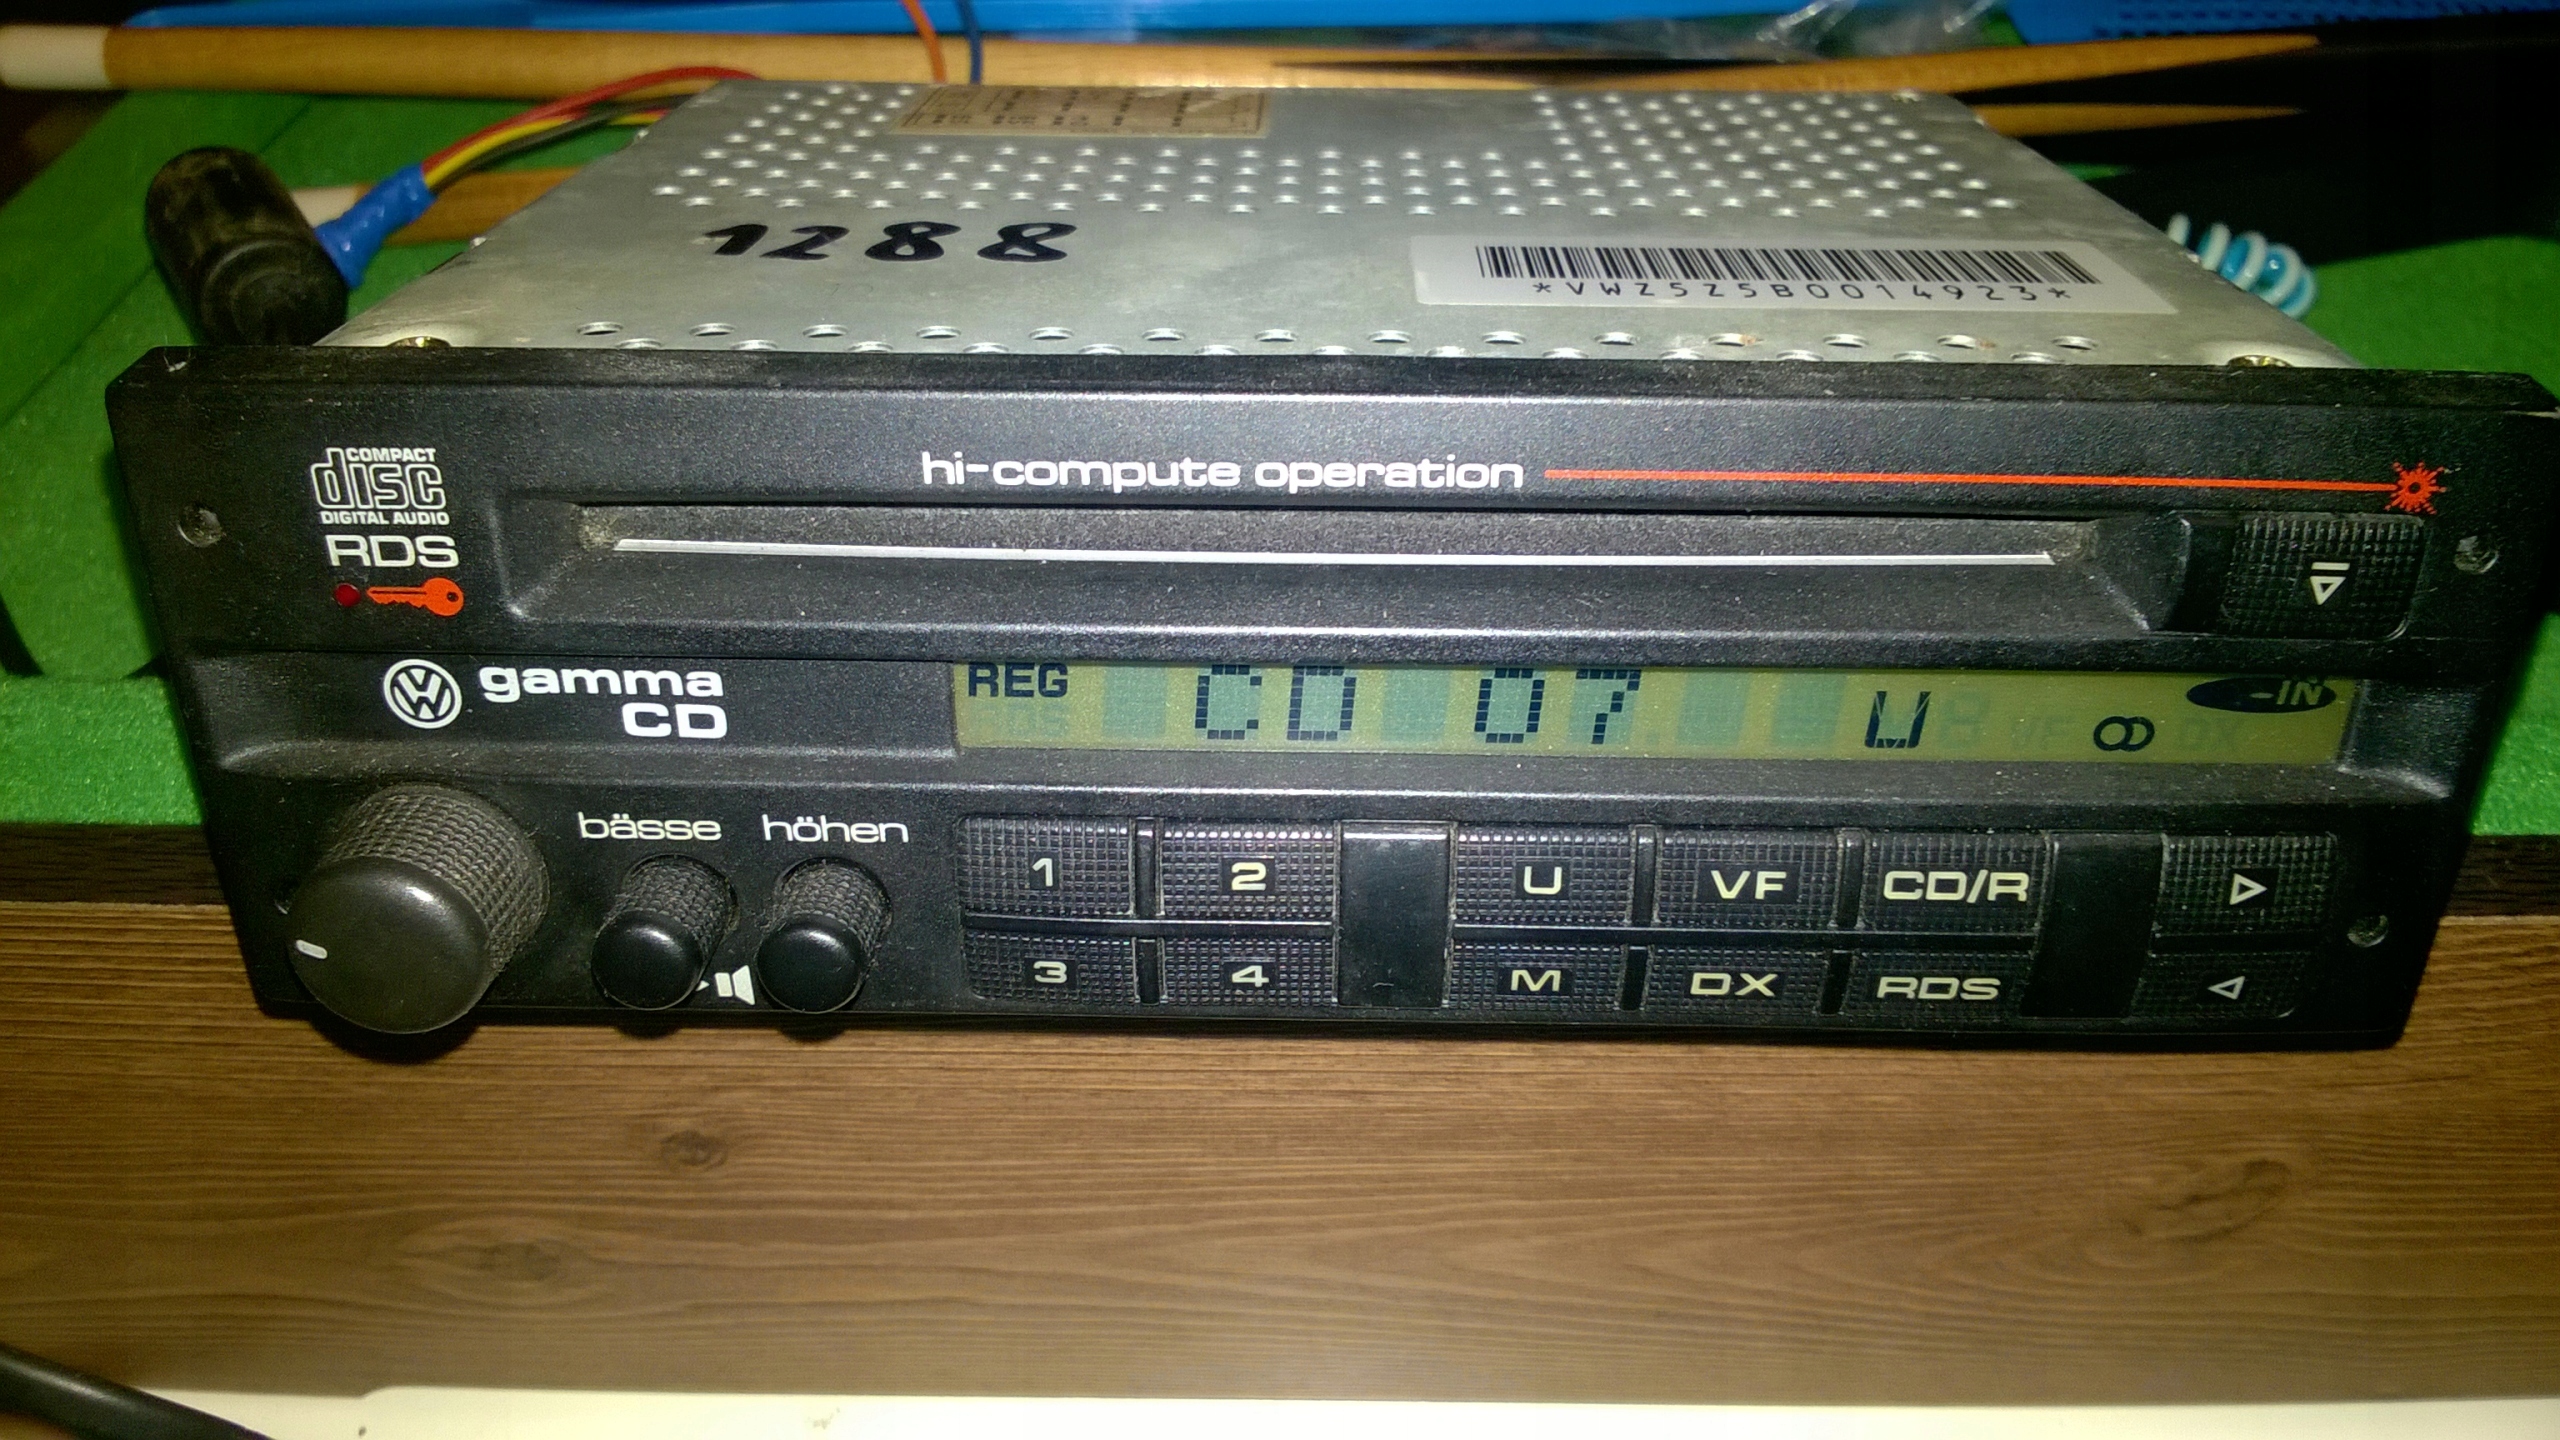 1288
*VWZ5Z5B0014923*
COMPACT
disc
DIGITAL AUDIO
RDS
hi-compute operation
gamma
CD
REG
CD 07
U
-IN
bässe
höhen
1
2
U
VF
CD/R
3
4
M
DX
RDS